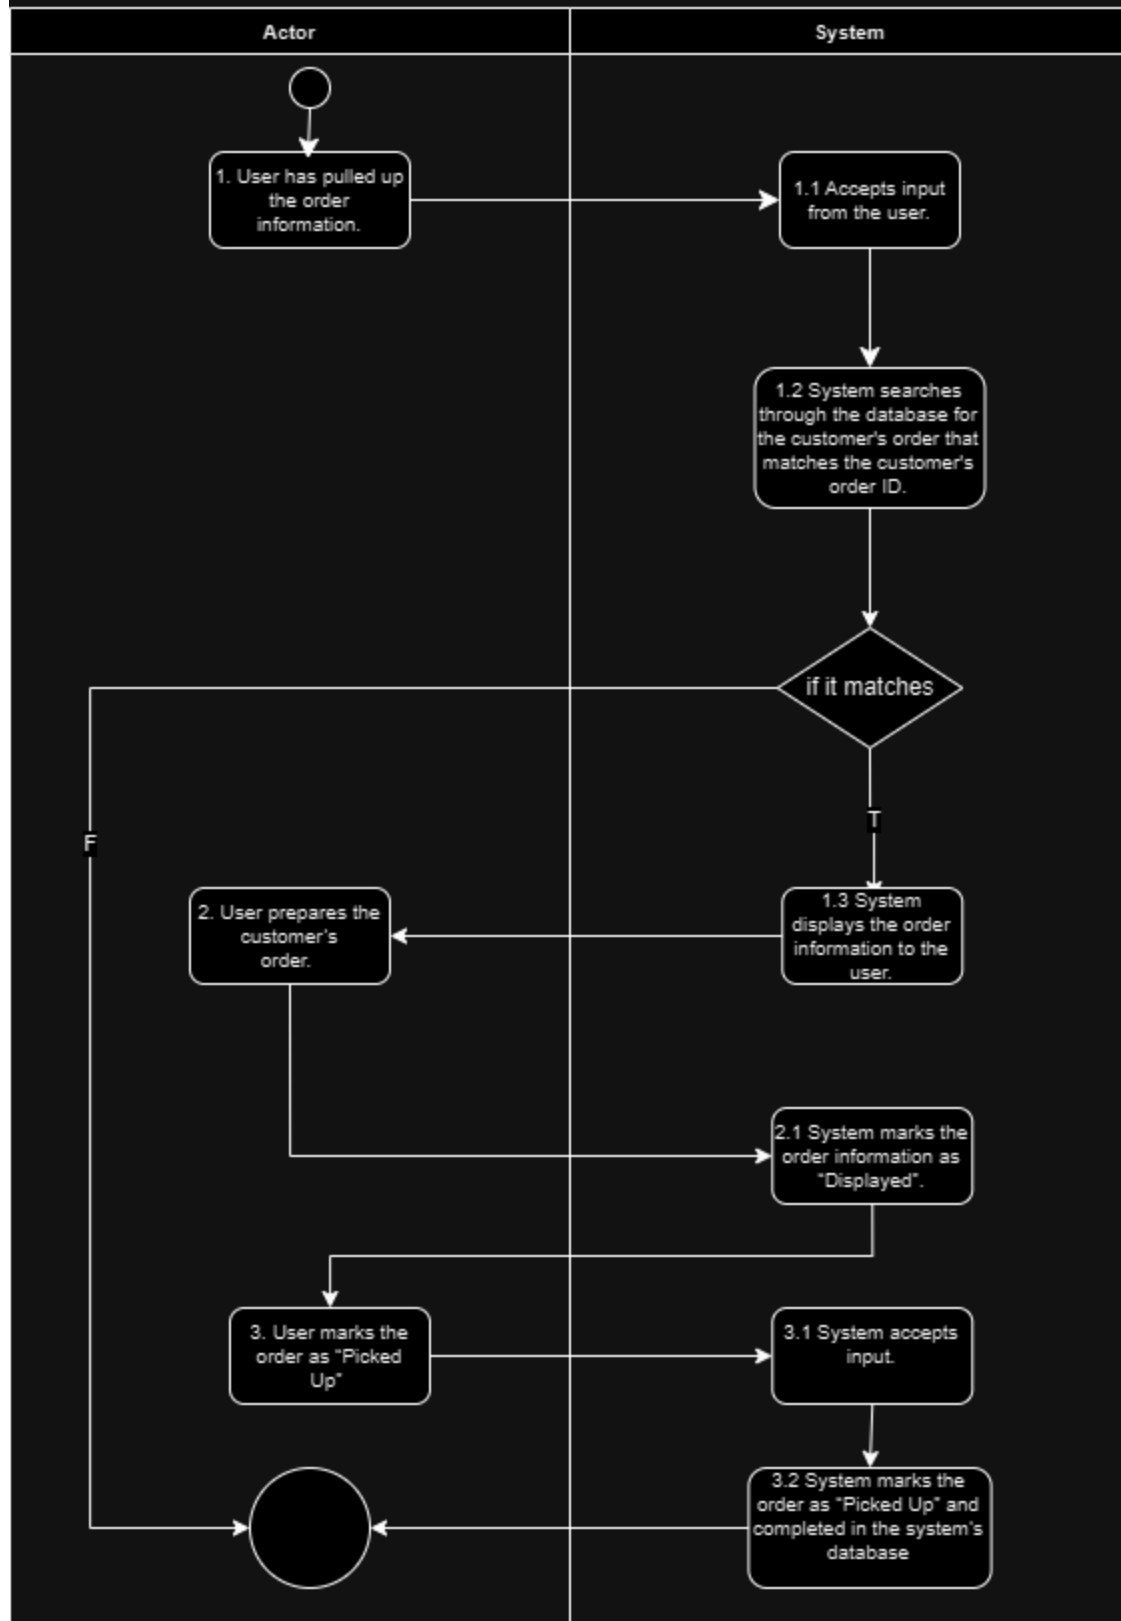 Actor
System
1. User has pulled up
the order
information.
1.1 Accepts input
from the user.
1.2 System searches
through the database for
the customer's order that
matches the customer's
order ID.
if it matches
F
T
2. User prepares the
customer's
order.
1.3 System
displays the order
information to the
user.
2.1 System marks the
order information as
"Displayed".
3. User marks the
order as "Picked
Up"
3.1 System accepts
input.
3.2 System marks the
order as "Picked Up" and
completed in the system's
database